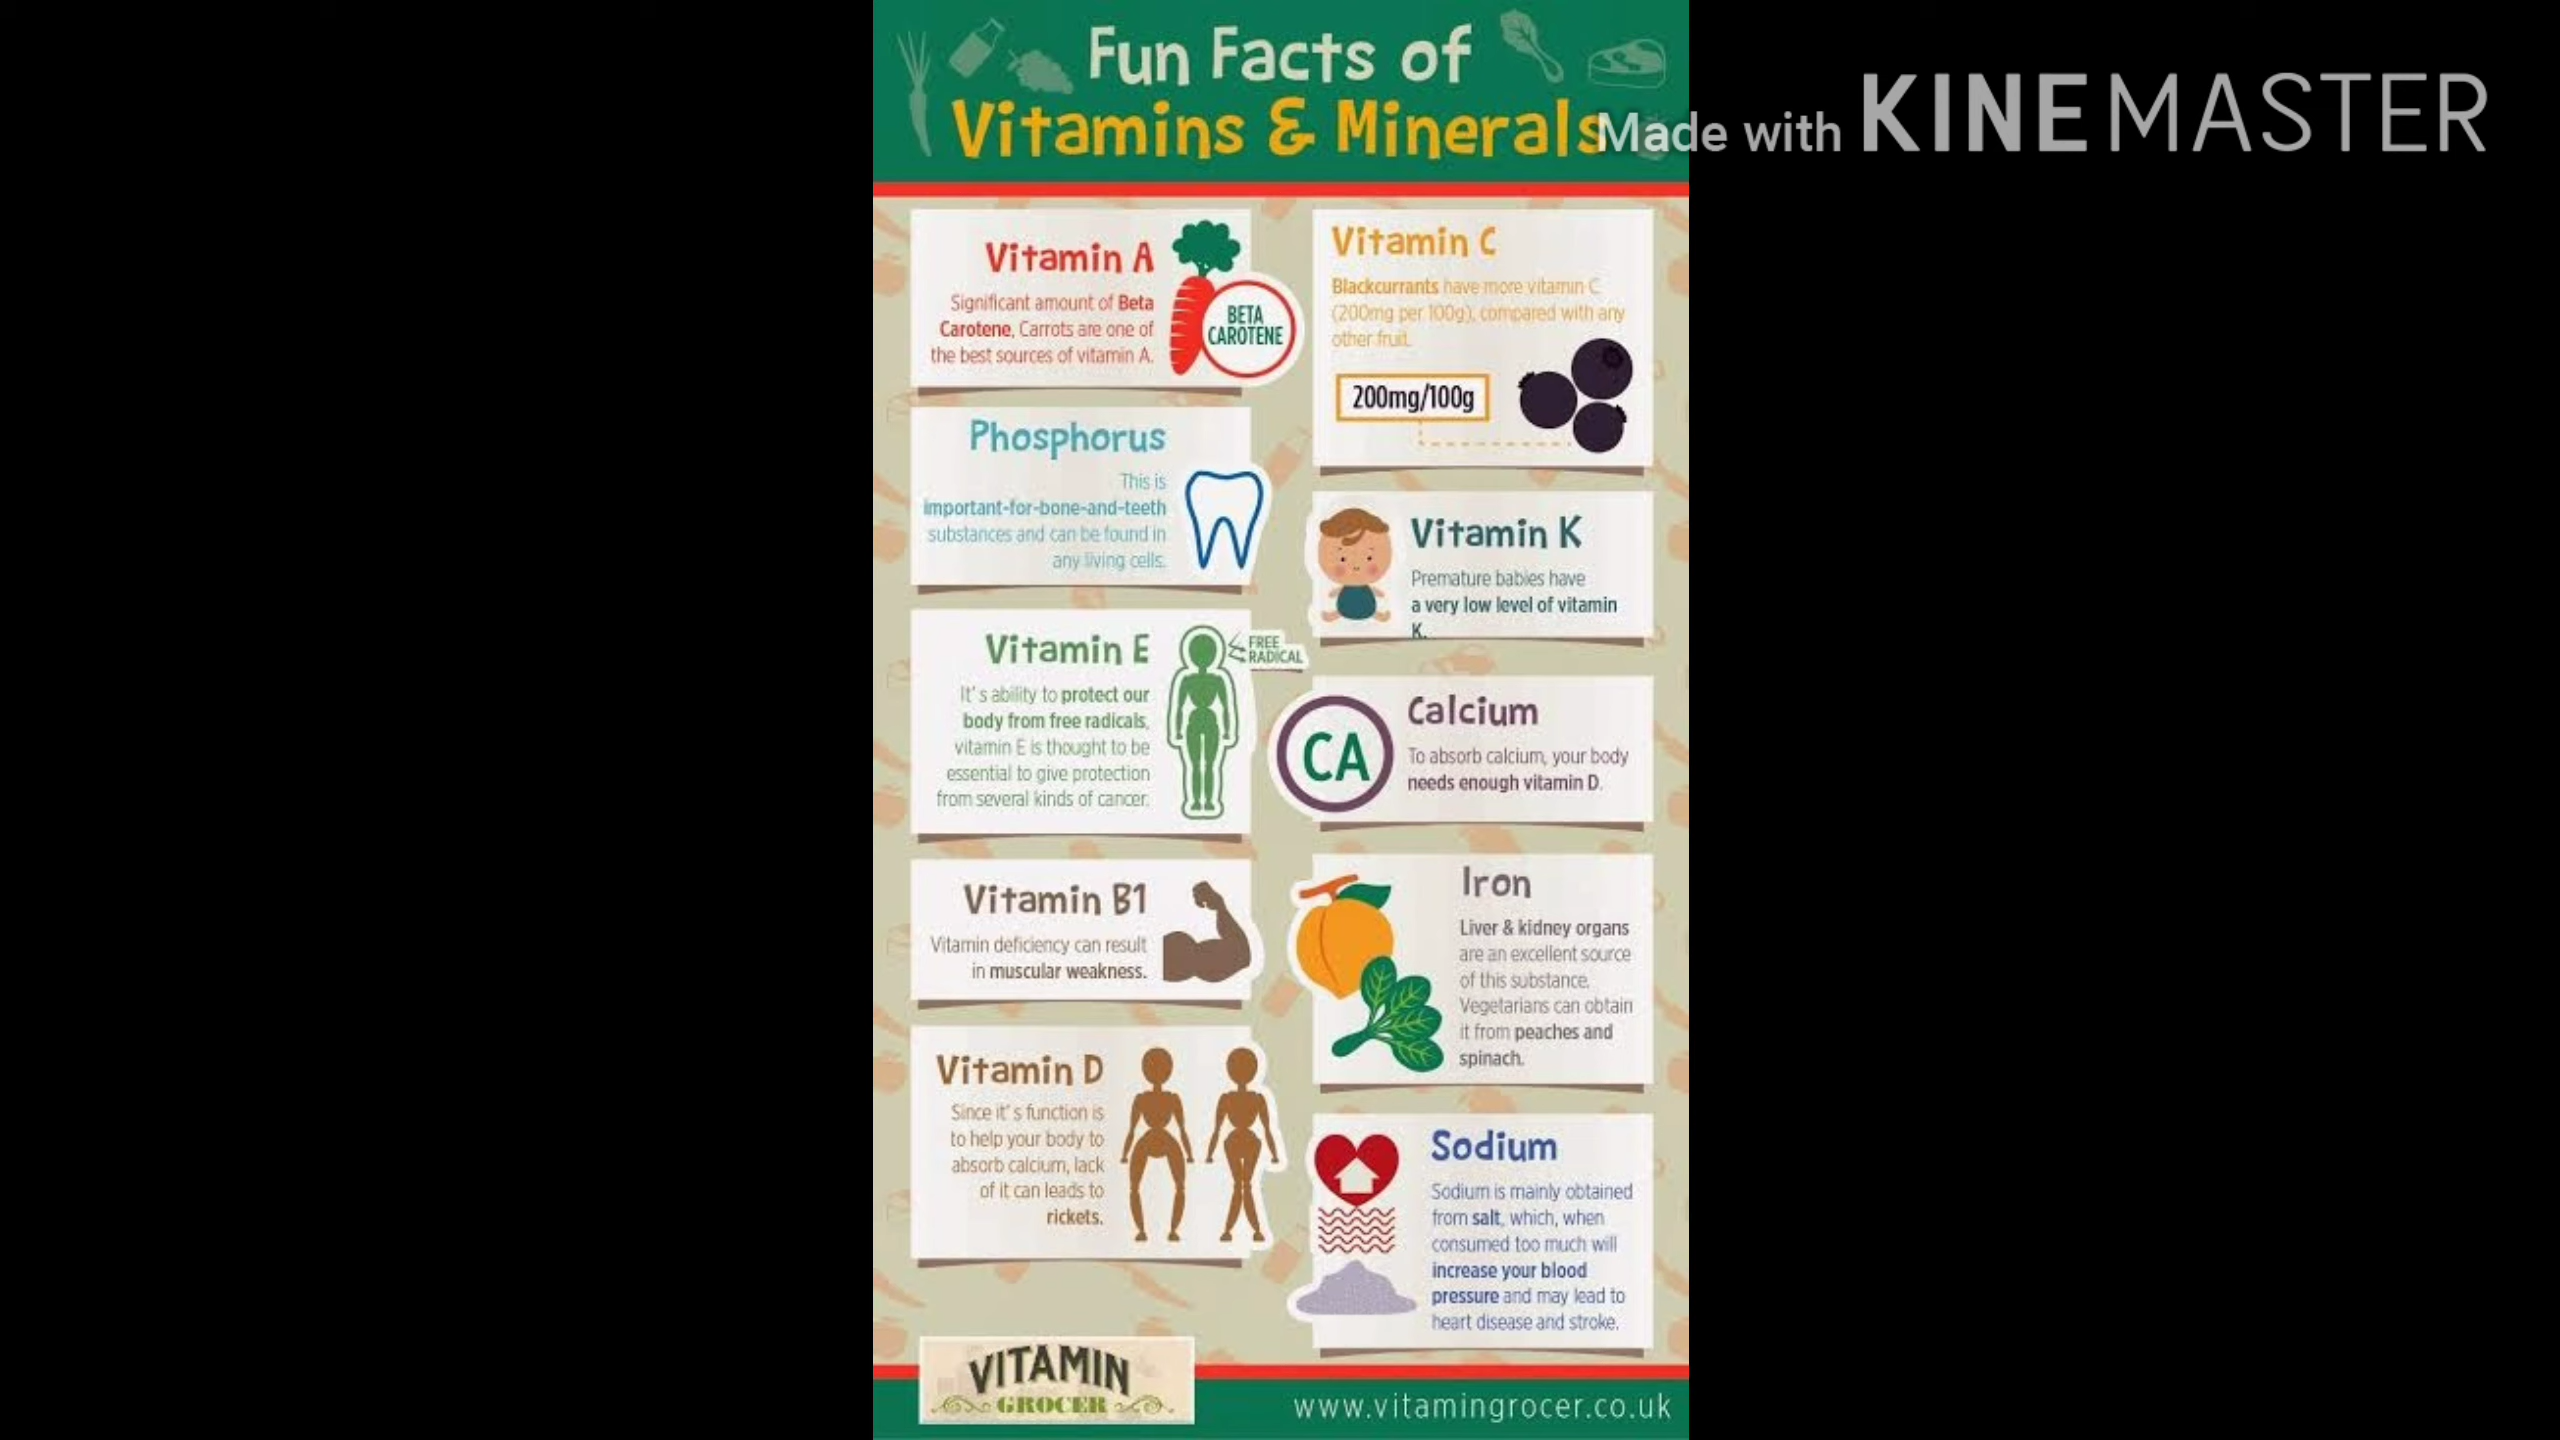 Fun Facts of
Vitamins & Minerals
Made with KINEMASTER
Vitamin A
Significant amount of Beta
Carotene, Carrots are one of
the best sources of vitamin A.
BETA
CAROTENE
Phosphorus
This is
important-for-bone-and-teeth
substances and can be found in
any living cells.
Vitamin E
It's ability to protect our
body from free radicals,
vitamin E is thought to be
essential to give protection
from several kinds of cancer.
FREE
RADICAL
Vitamin B1
Vitamin deficiency can result
in muscular weakness.
Vitamin D
Since it's function is
to help your body to
absorb calcium, lack
of it can leads to
rickets.
Vitamin C
Blackcurrants have more vitamin C
(200mg per 100g), compared with any
other fruit.
200mg/100g
Vitamin K
Premature babies have
a very low level of vitamin
K.
CA
Calcium
To absorb calcium, your body
needs enough vitamin D.
Iron
Liver & kidney organs
are an excellent source
of this substance.
Vegetarians can obtain
it from peaches and
spinach.
Sodium
Sodium is mainly obtained
from salt, which, when
consumed too much will
increase your blood
pressure and may lead to
heart disease and stroke.
VITAMIN
GROCER
www.vitamingrocer.co.uk